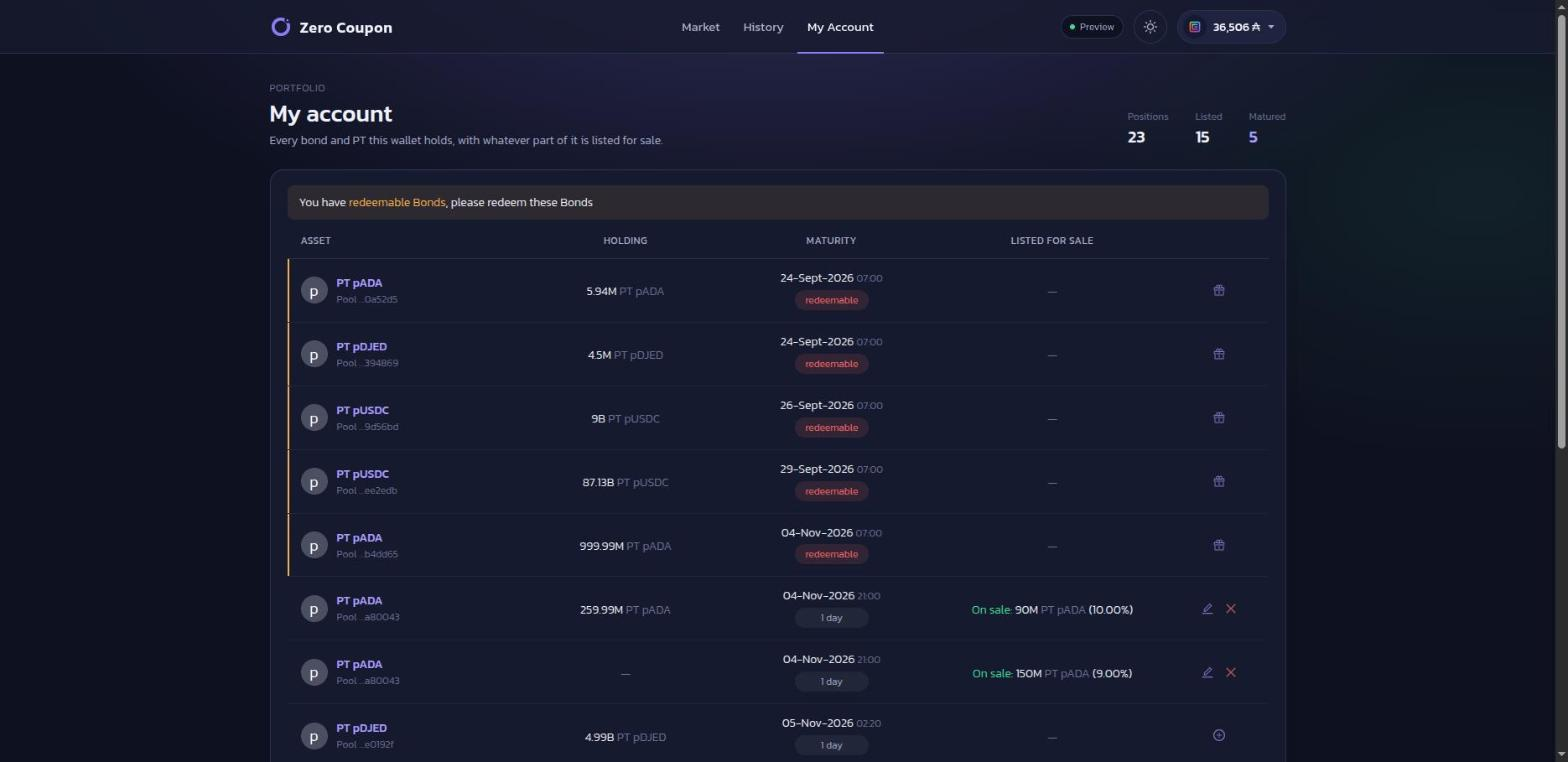 Zero Coupon
Market History My Account
Preview
36,506 ₳
PORTFOLIO
My account
Every bond and PT this wallet holds, with whatever part of it is listed for sale.
Positions Listed Matured
23 15 5
You have redeemable Bonds, please redeem these Bonds
ASSET HOLDING MATURITY LISTED FOR SALE
p PT pADA
Pool ...0a52d5
5.94M PT pADA
24-Sept-2026 07:00
redeemable
—
p PT pDJED
Pool ...394869
4.5M PT pDJED
24-Sept-2026 07:00
redeemable
—
p PT pUSDC
Pool ...9d56bd
9B PT pUSDC
26-Sept-2026 07:00
redeemable
—
p PT pUSDC
Pool ...ee2edb
87.13B PT pUSDC
29-Sept-2026 07:00
redeemable
—
p PT pADA
Pool ...b4dd65
999.99M PT pADA
04-Nov-2026 07:00
redeemable
—
p PT pADA
Pool ...a80043
259.99M PT pADA
04-Nov-2026 21:00
1 day
On sale: 90M PT pADA (10.00%)
p PT pADA
Pool ...a80043
—
04-Nov-2026 21:00
1 day
On sale: 150M PT pADA (9.00%)
p PT pDJED
Pool ...e0192f
4.99B PT pDJED
05-Nov-2026 02:20
1 day
—